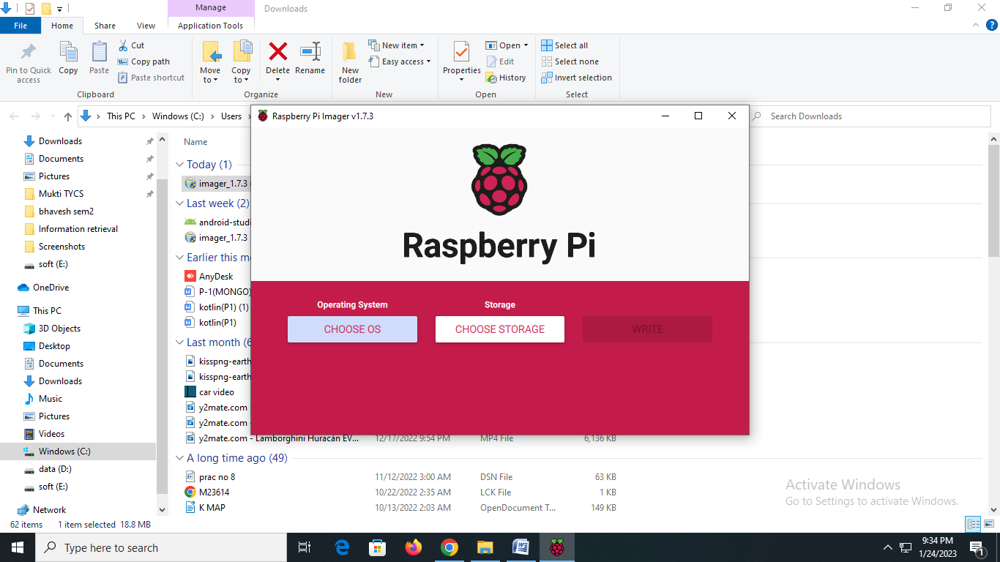 Manage
Downloads
File
Home
Share
View
Application Tools
Pin to Quick access
Copy
Paste
Cut
Copy path
Paste shortcut
Move to
Copy to
Delete
Rename
New folder
New item
Easy access
Properties
Open
Edit
History
Select all
Select none
Invert selection
Clipboard
Organize
New
Open
Select
This PC
Windows (C:)
Users
Search Downloads
Downloads
Documents
Pictures
Mukti TYCS
bhavesh sem2
Information retrieval
Screenshots
soft (E:)
OneDrive
This PC
3D Objects
Desktop
Documents
Downloads
Music
Pictures
Videos
Windows (C:)
data (D:)
soft (E:)
Network
Name
Today (1)
imager_1.7.3
Last week (2)
android-studi
imager_1.7.3
Earlier this m
AnyDesk
P-1(MONGO)
kotlin(P1) (1)
kotlin(P1)
Last month (6
kisspng-earth
kisspng-earth
car video
y2mate.com -
y2mate.com -
y2mate.com - Lamborghini Huracán EV... 12/17/2022 9:54 PM MP4 File 6,136 KB
A long time ago (49)
prac no 8 11/12/2022 3:00 AM DSN File 63 KB
M23614 10/22/2022 2:35 AM LCK File 1 KB
K MAP 10/13/2022 2:03 AM OpenDocument T... 149 KB
Raspberry Pi Imager v1.7.3
Raspberry Pi
Operating System
Storage
CHOOSE OS
CHOOSE STORAGE
WRITE
Activate Windows
Go to Settings to activate Windows.
62 items 1 item selected 18.8 MB
Type here to search
9:34 PM
1/24/2023
1